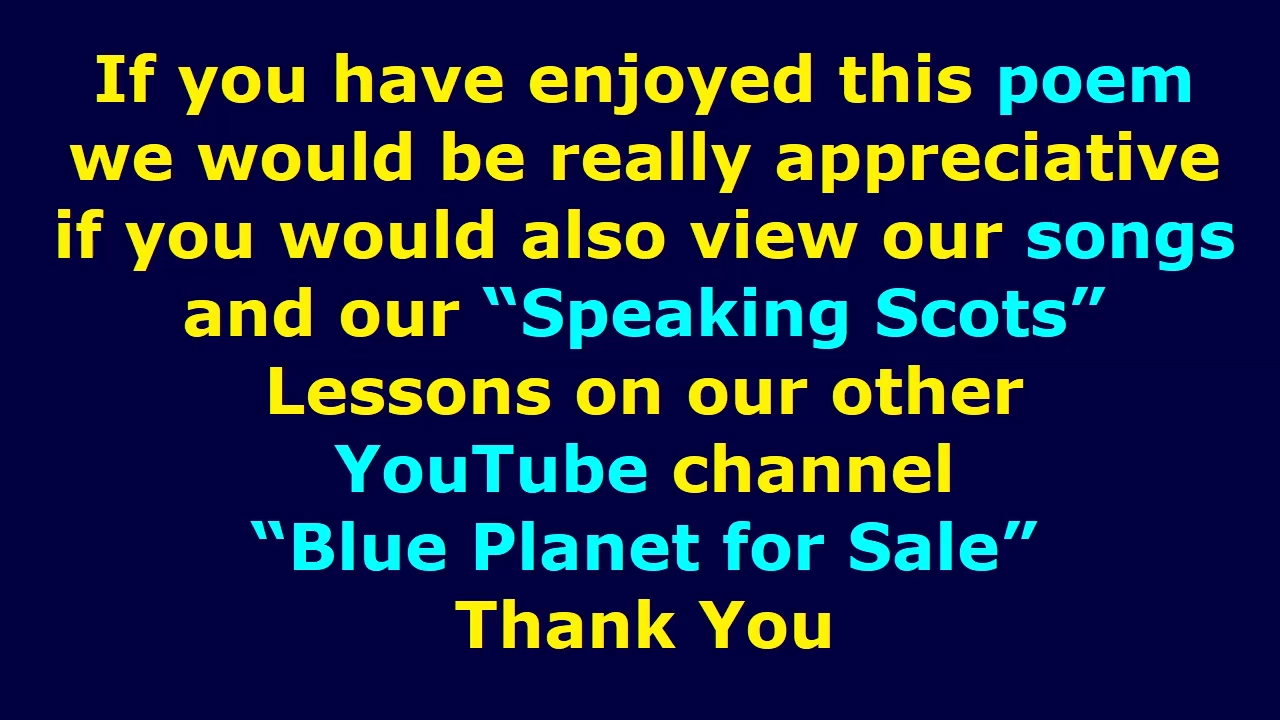 If you have enjoyed this poem
we would be really appreciative
if you would also view our songs
and our “Speaking Scots”
Lessons on our other
YouTube channel
“Blue Planet for Sale”
Thank You